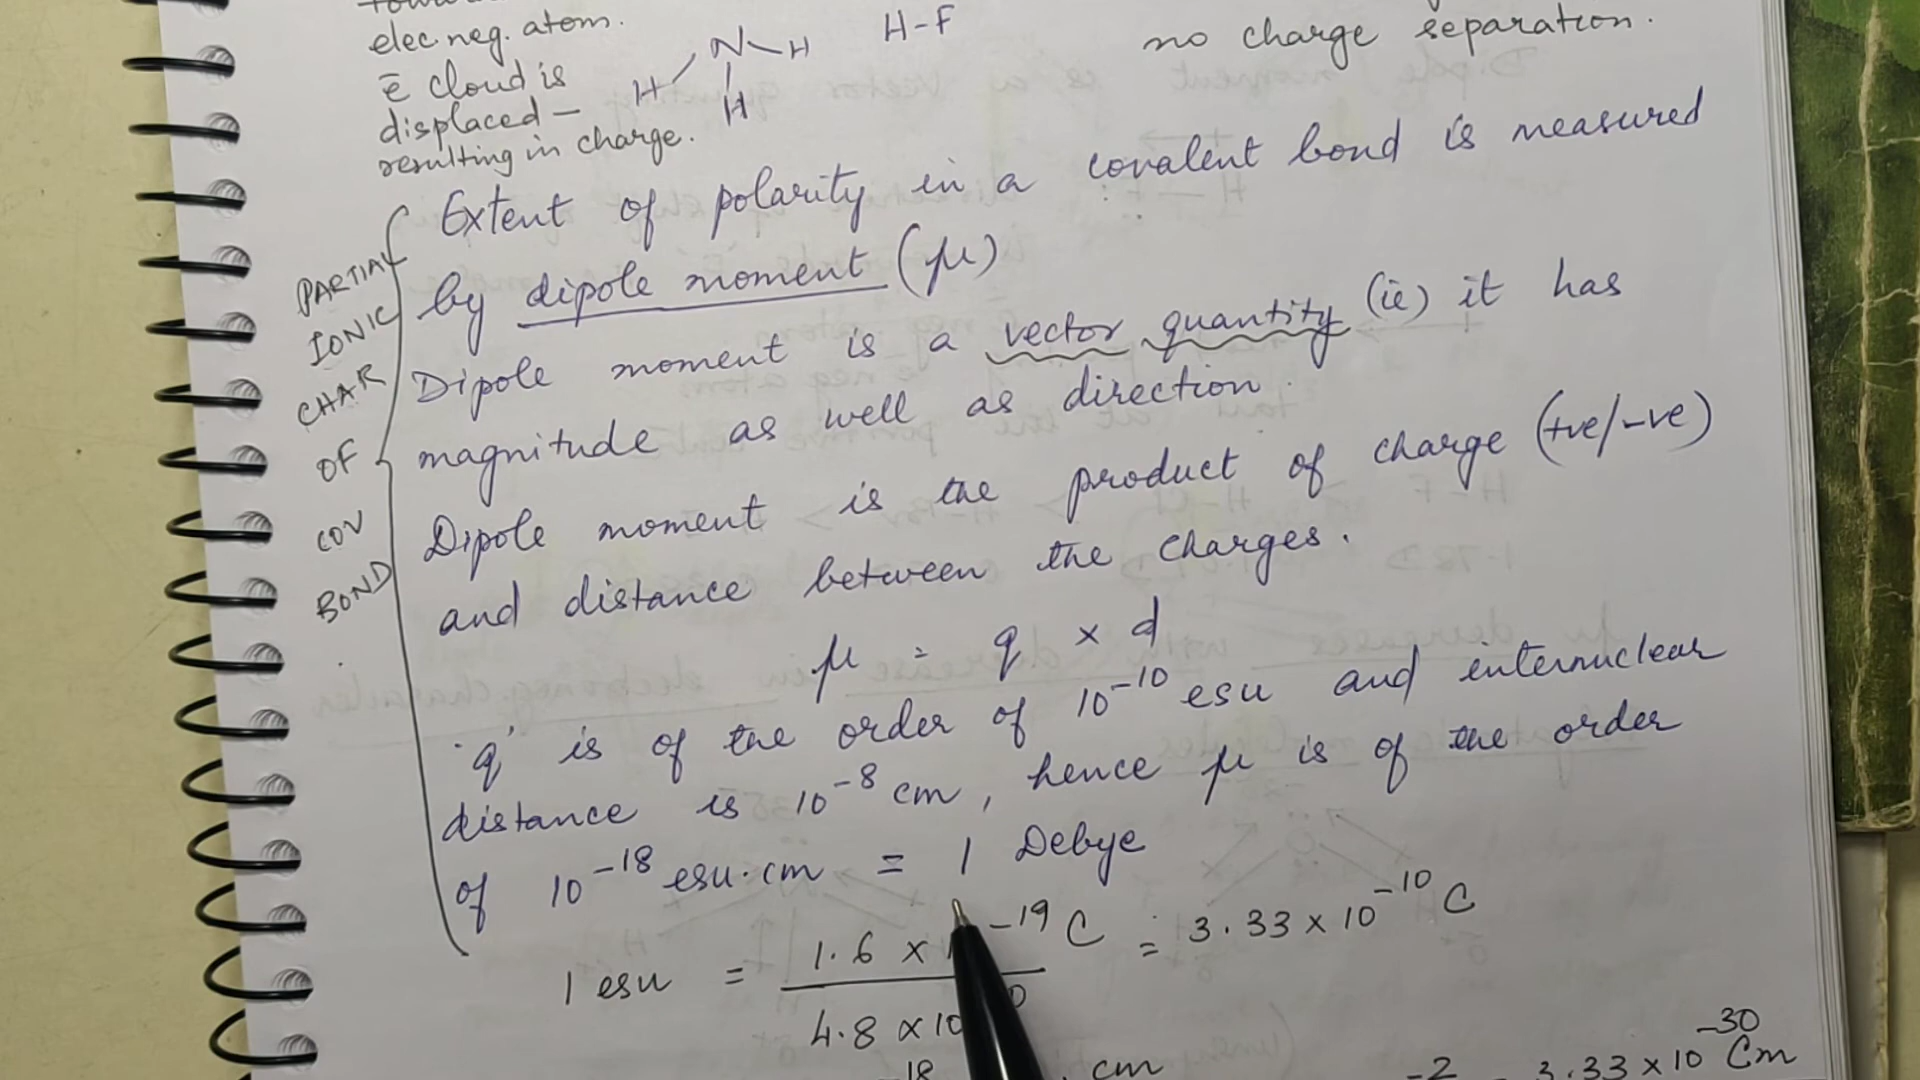 elec neg. atom.
ē cloud is
displaced –
resulting in charge.
N
H
H
H
H-F
no charge separation.
PARTIAL
IONIC
CHAR
OF
COV
BOND
Extent of polarity in a covalent bond is measured
by dipole moment (μ)
Dipole moment is a vector quantity (ie) it has
magnitude as well as direction.
Dipole moment is the product of charge (+ve/-ve)
and distance between the charges.
μ = q × d
'q' is of the order of 10⁻¹⁰ esu and internuclear
distance is 10⁻⁸ cm, hence μ is of the order
of 10⁻¹⁸ esu.cm = 1 Debye
1 esu = 1.6 × 1 ⁻¹⁹ C = 3.33 × 10⁻¹⁰ C
4.8 × 10
⁻¹⁸ cm ⁻² 3.33 × 10⁻³⁰ Cm